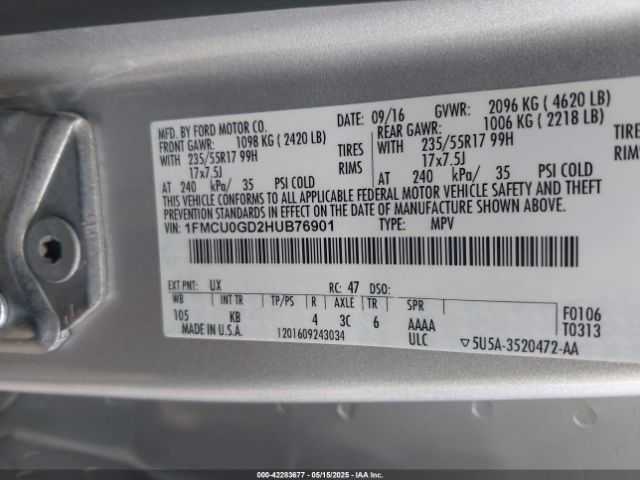 MFD. BY FORD MOTOR CO. DATE: 09/16 GVWR: 2096 KG ( 4620 LB)
FRONT GAWR: 1098 KG ( 2420 LB) REAR GAWR: 1006 KG ( 2218 LB)
WITH 235/55R17 99H TIRES WITH 235/55R17 99H TIRES
17x7.5J RIMS 17x7.5J RIMS
AT 240 kPa/ 35 PSI COLD AT 240 kPa/ 35 PSI COLD
THIS VEHICLE CONFORMS TO ALL APPLICABLE FEDERAL MOTOR VEHICLE SAFETY AND THEFT
PREVENTION STANDARDS IN EFFECT ON THE DATE OF MANUFACTURE SHOWN ABOVE.
VIN: 1FMCU0GD2HUB76901 TYPE: MPV
EXT PNT: UX RC: 47 DSO:
WB INT TR TP/PS R AXLE TR SPR
105 KB 4 3C 6 AAAA F0106
ULC T0313
MADE IN U.S.A. 1201609243034 ▽5U5A-3520472-AA
000-42283677 - 05/15/2025 - IAA Inc.